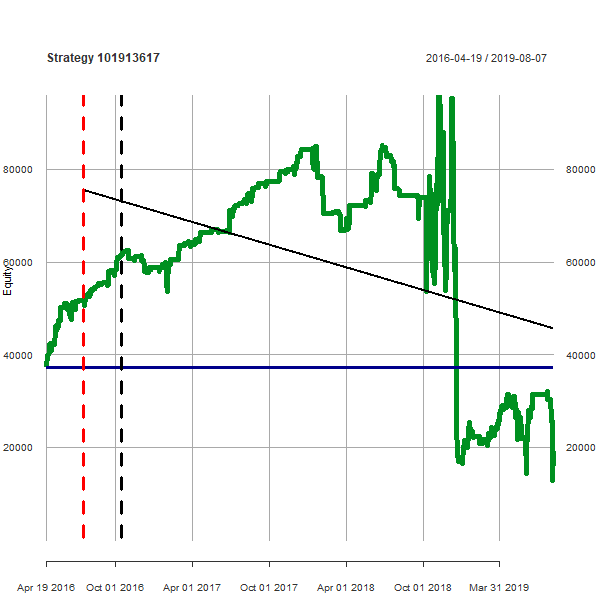 Strategy 101913617
2016-04-19 / 2019-08-07
80000 80000
60000 60000
Equity
40000 40000
20000 20000
Apr 19 2016 Oct 01 2016 Apr 01 2017 Oct 01 2017 Apr 01 2018 Oct 01 2018 Mar 31 2019